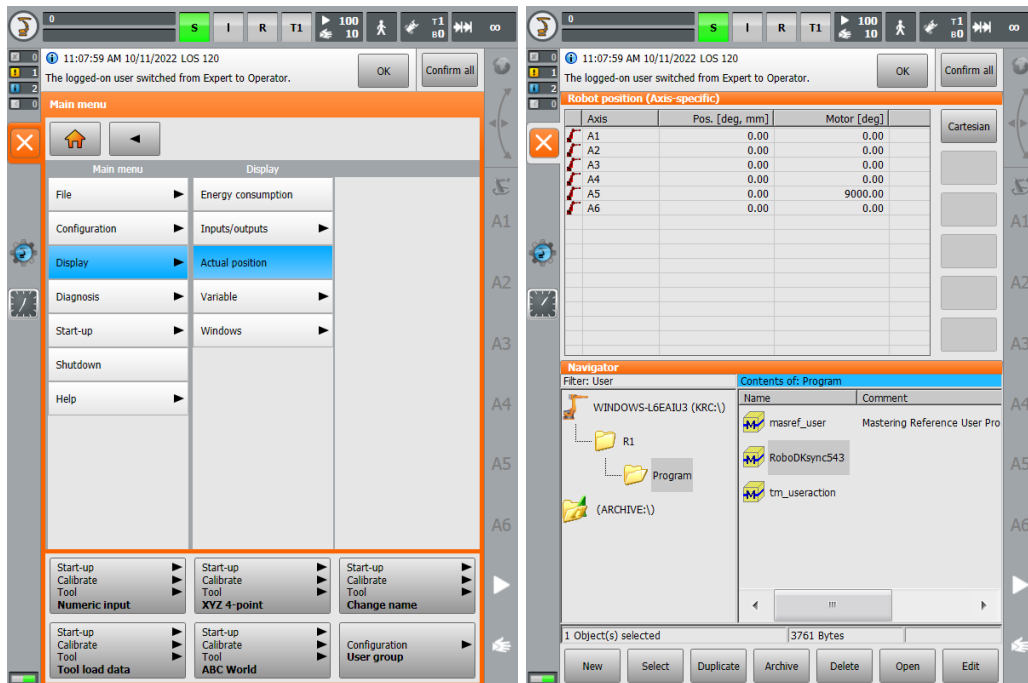 0
S I R T1 100 10 T1 B0 ∞
0
1
2
0
11:07:59 AM 10/11/2022 LOS 120
The logged-on user switched from Expert to Operator.
OK
Confirm all
Main menu
Main menu Display
File Energy consumption
Configuration Inputs/outputs
Display Actual position
Diagnosis Variable
Start-up Windows
Shutdown
Help
A1
A2
A3
A4
A5
A6
Start-up
Calibrate
Tool
Numeric input
Start-up
Calibrate
Tool
XYZ 4-point
Start-up
Calibrate
Tool
Change name
Start-up
Calibrate
Tool
Tool load data
Start-up
Calibrate
Tool
ABC World
Configuration
User group
0
S I R T1 100 10 T1 B0 ∞
0
1
2
0
11:07:59 AM 10/11/2022 LOS 120
The logged-on user switched from Expert to Operator.
OK
Confirm all
Robot position (Axis-specific)
Axis Pos. [deg, mm] Motor [deg]
A1 0.00 0.00
A2 0.00 0.00
A3 0.00 0.00
A4 0.00 0.00
A5 0.00 9000.00
A6 0.00 0.00
Cartesian
A1
A2
A3
A4
A5
A6
Navigator
Filter: User
Contents of: Program
WINDOWS-L6EAIU3 (KRC:\)
R1
Program
(ARCHIVE:\)
Name Comment
masref_user Mastering Reference User Pro
RoboDKsync543
tm_useraction
1 Object(s) selected 3761 Bytes
New Select Duplicate Archive Delete Open Edit